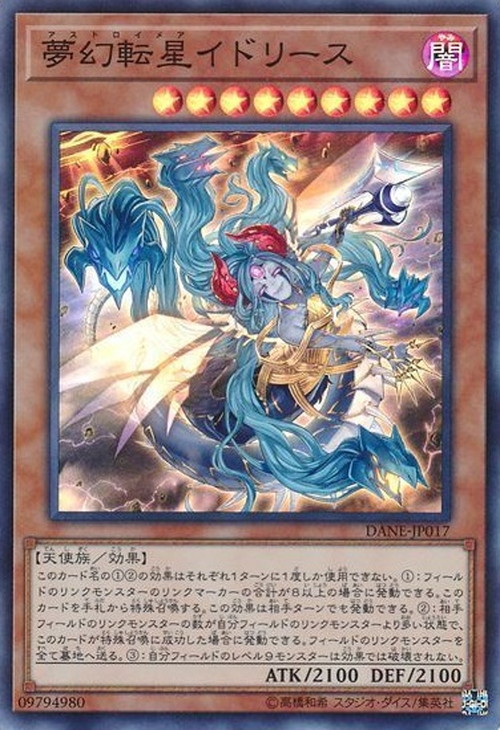 アストロイメア
夢幻転星イドリース
やみ
闇
DANE-JP017
【天使族／効果】
このカード名の①②の効果はそれぞれ1ターンに1度しか使用できない。①：フィール
ドのリンクモンスターのリンクマーカーの合計が8以上の場合に発動できる。この
カードを手札から特殊召喚する。この効果は相手ターンでも発動できる。②：相手
フィールドのリンクモンスターの数が自分フィールドのリンクモンスターより多い状態で、
このカードが特殊召喚に成功した場合に発動できる。フィールドのリンクモンスターを
全て墓地へ送る。③：自分フィールドのレベル9モンスターは効果では破壊されない。
ATK/2100 DEF/2100
09794980
©高橋和希 スタジオ・ダイス/集英社